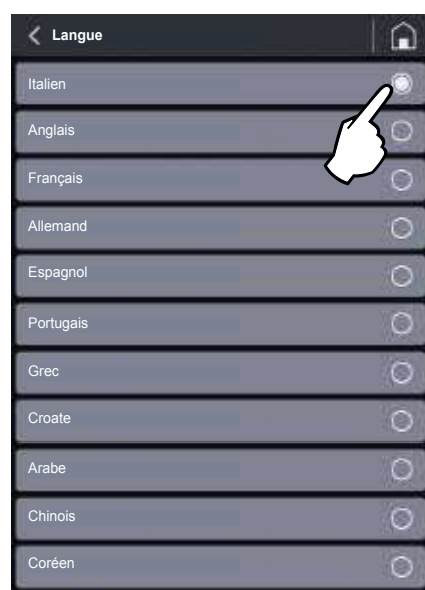 Langue
Italien
Anglais
Français
Allemand
Espagnol
Portugais
Grec
Croate
Arabe
Chinois
Coréen